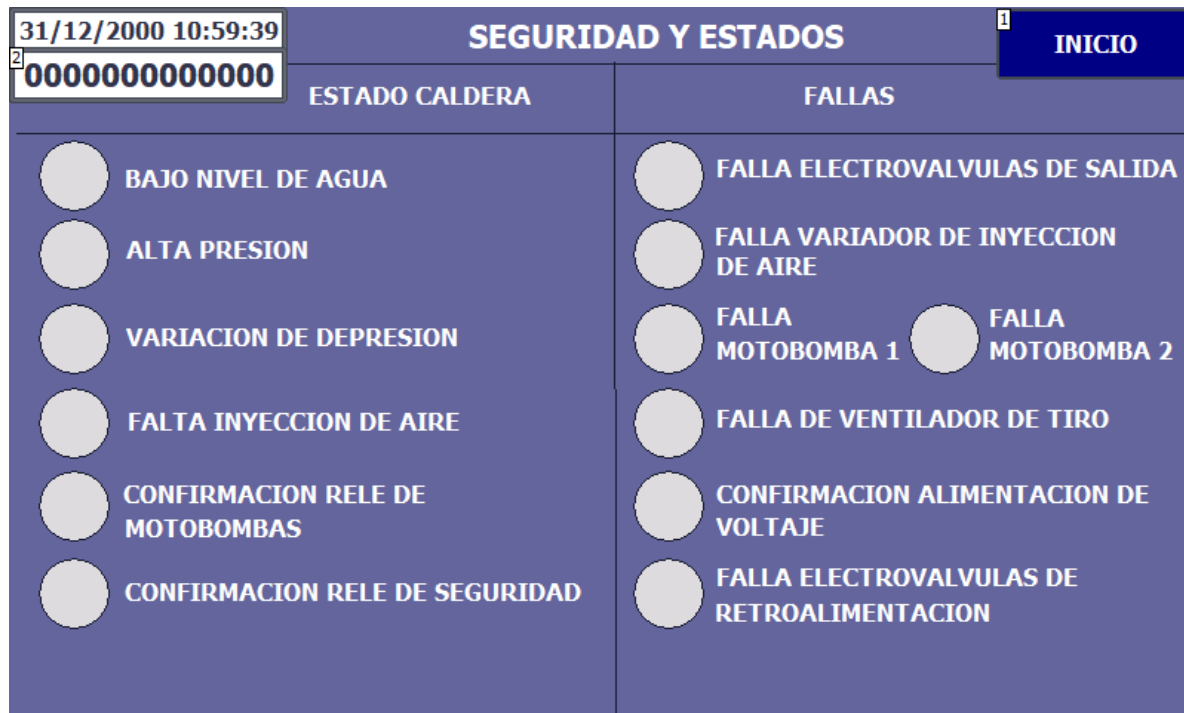 31/12/2000 10:59:39
SEGURIDAD Y ESTADOS
1
INICIO
2
0000000000000
ESTADO CALDERA
FALLAS
BAJO NIVEL DE AGUA
ALTA PRESION
VARIACION DE DEPRESION
FALTA INYECCION DE AIRE
CONFIRMACION RELE DE
MOTOBOMBAS
CONFIRMACION RELE DE SEGURIDAD
FALLA ELECTROVALVULAS DE SALIDA
FALLA VARIADOR DE INYECCION
DE AIRE
FALLA
MOTOBOMBA 1
FALLA
MOTOBOMBA 2
FALLA DE VENTILADOR DE TIRO
CONFIRMACION ALIMENTACION DE
VOLTAJE
FALLA ELECTROVALVULAS DE
RETROALIMENTACION